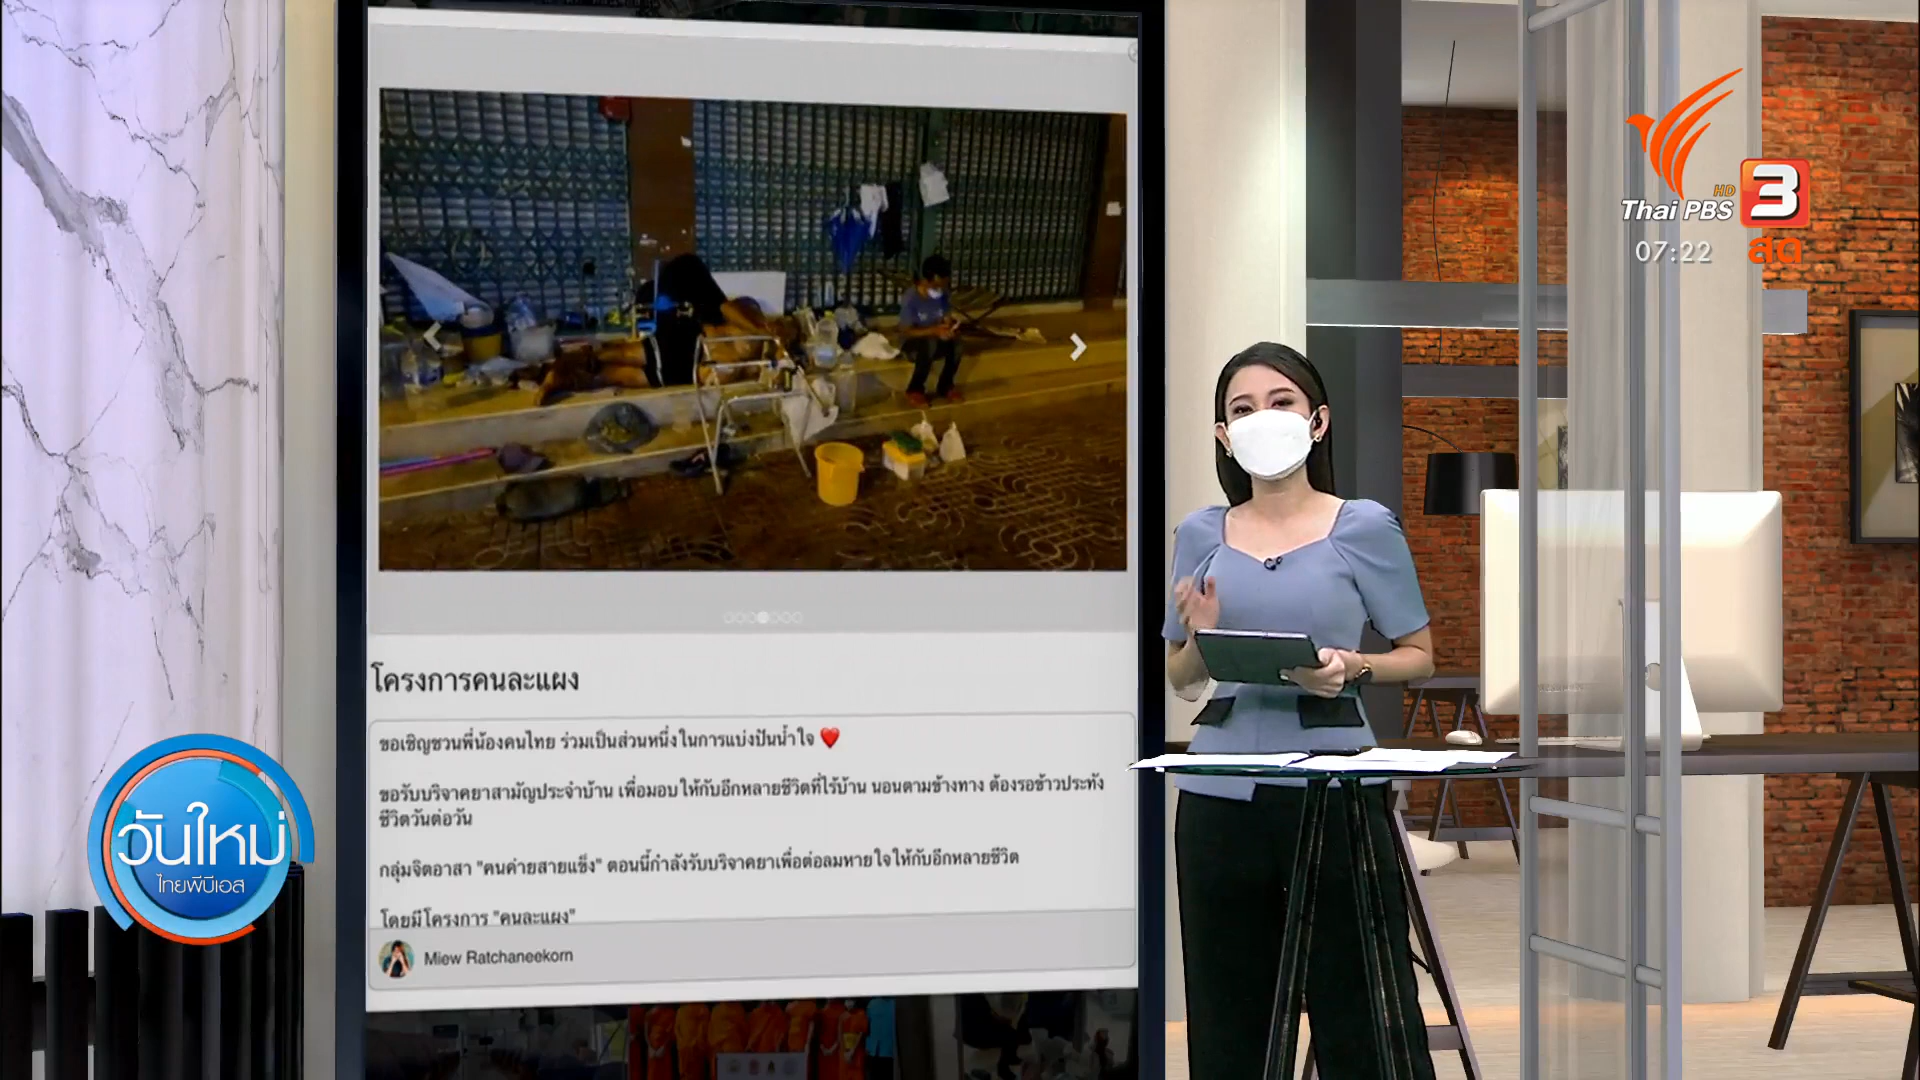 Thai PBS
HD
3
07:22
สด
โครงการคนละแผง
ขอเชิญชวนพี่น้องคนไทย ร่วมเป็นส่วนหนึ่งในการแบ่งปันน้ำใจ ❤️
ขอรับบริจาคยาสามัญประจำบ้าน เพื่อมอบให้กับอีกหลายชีวิตที่ไร้บ้าน นอนตามข้างทาง ต้องรอข้าวประทัง
ชีวิตวันต่อวัน
กลุ่มจิตอาสา "คนค่ายสายแข็ง" ตอนนี้กำลังรับบริจาคยาเพื่อต่อลมหายใจให้กับอีกหลายชีวิต
โดยมีโครงการ "คนละแผง"
Miew Ratchaneekorn
วันใหม่
ไทยพีบีเอส